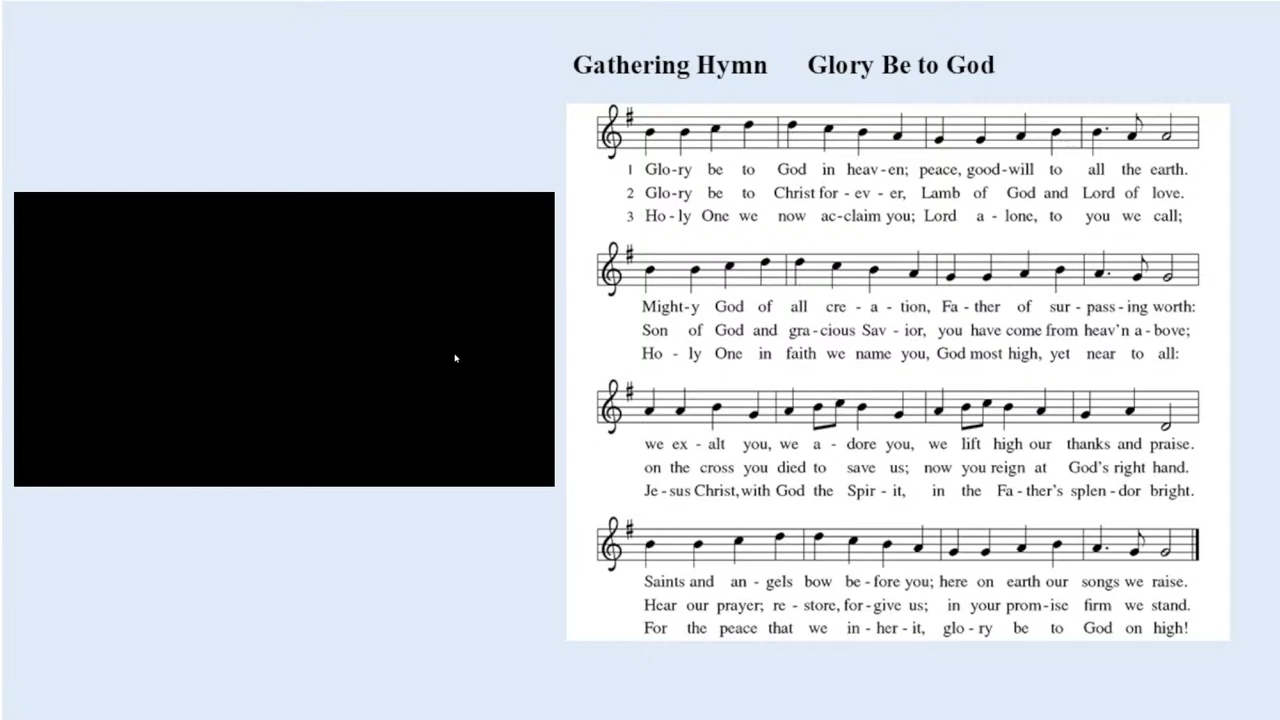 Gathering Hymn Glory Be to God
1 Glo-ry be to God in heav-en; peace, good-will to all the earth.
2 Glo-ry be to Christ for - ev - er, Lamb of God and Lord of love.
3 Ho - ly One we now ac-claim you; Lord a - lone, to you we call;
Might-y God of all cre - a - tion, Fa - ther of sur - pass - ing worth:
Son of God and gra - cious Sav - ior, you have come from heav'n a - bove;
Ho - ly One in faith we name you, God most high, yet near to all:
we ex - alt you, we a - dore you, we lift high our thanks and praise.
on the cross you died to save us; now you reign at God's right hand.
Je - sus Christ, with God the Spir - it, in the Fa - ther's splen - dor bright.
Saints and an - gels bow be - fore you; here on earth our songs we raise.
Hear our prayer; re - store, for - give us; in your prom - ise firm we stand.
For the peace that we in - her - it, glo - ry be to God on high!